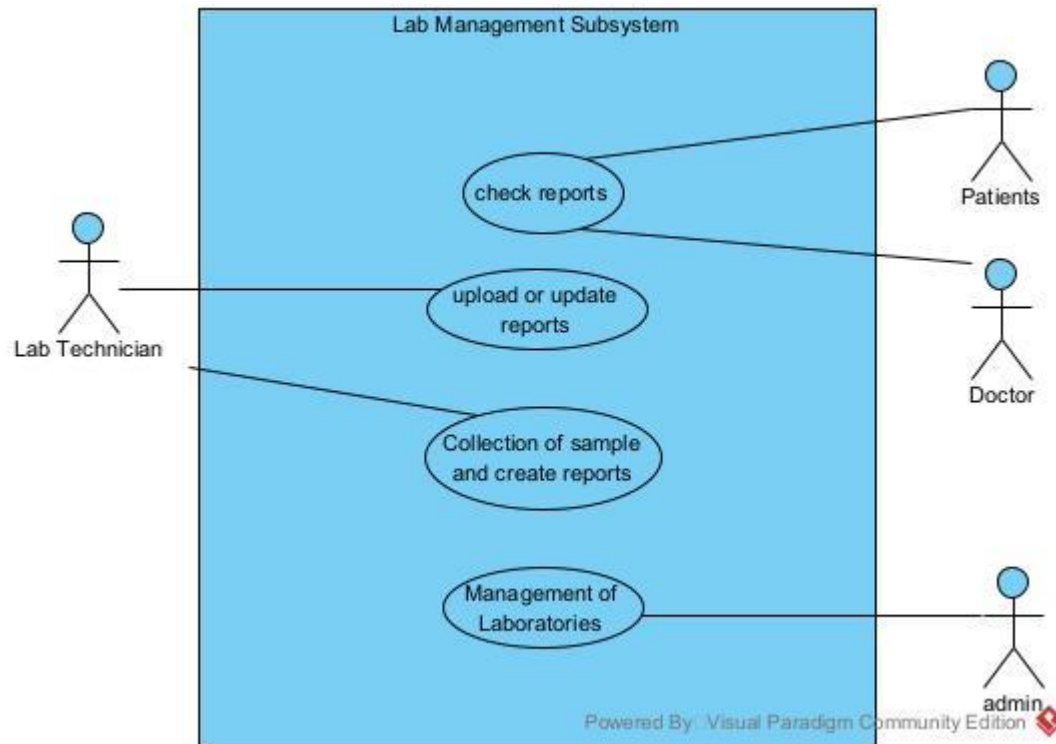 Lab Management Subsystem
Patients
check reports
upload or update
reports
Lab Technician
Doctor
Collection of sample
and create reports
Management of
Laboratories
admin
Powered By Visual Paradigm Community Edition